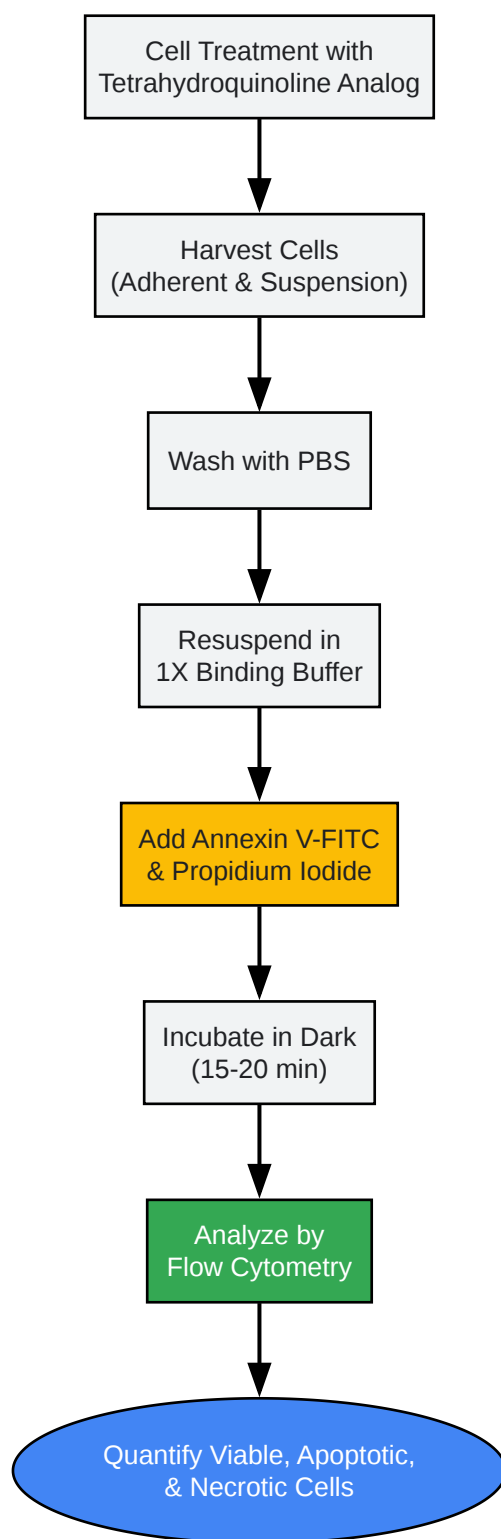 Cell Treatment with
Tetrahydroquinoline Analog
Harvest Cells
(Adherent & Suspension)
Wash with PBS
Resuspend in
1X Binding Buffer
Add Annexin V-FITC
& Propidium Iodide
Incubate in Dark
(15-20 min)
Analyze by
Flow Cytometry
Quantify Viable, Apoptotic,
& Necrotic Cells